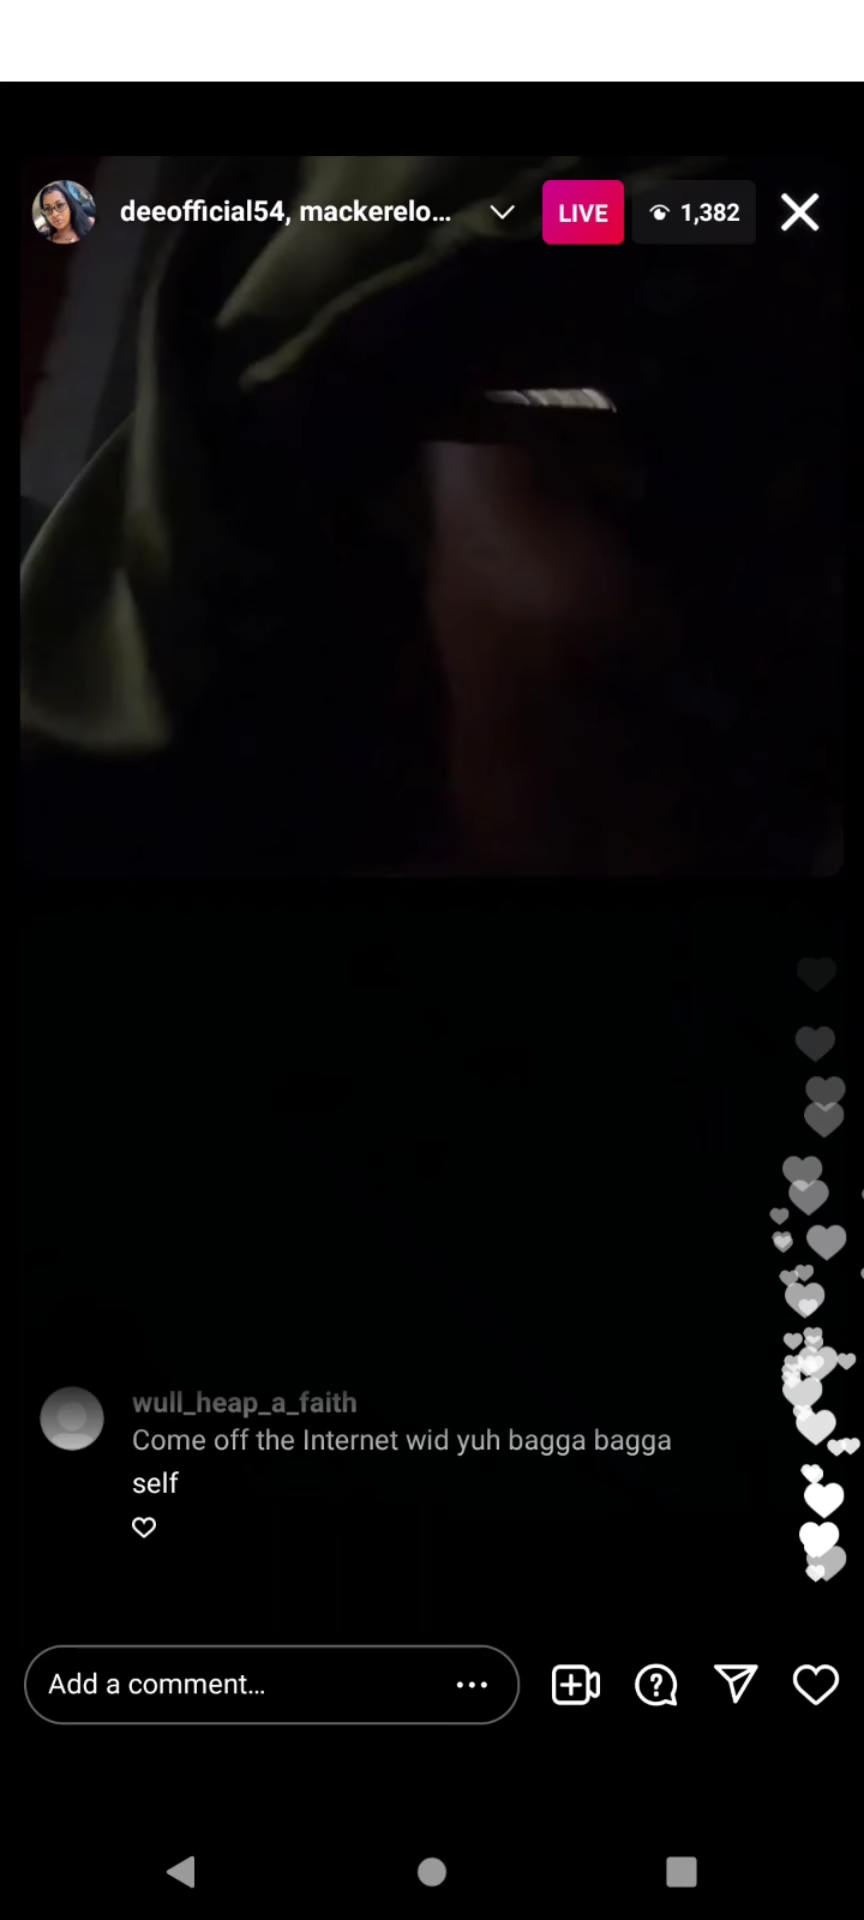 deeofficial54, mackerelo... LIVE 1,382
wull_heap_a_faith
Come off the Internet wid yuh bagga bagga
self
Add a comment...